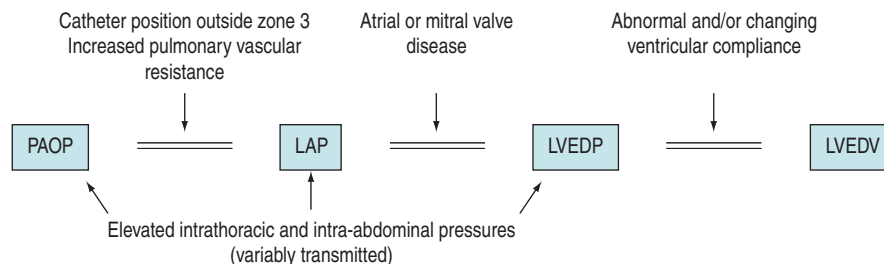 Catheter position outside zone 3
Increased pulmonary vascular
resistance
Atrial or mitral valve
disease
Abnormal and/or changing
ventricular compliance
PAOP
LAP
LVEDP
LVEDV
Elevated intrathoracic and intra-abdominal pressures
(variably transmitted)